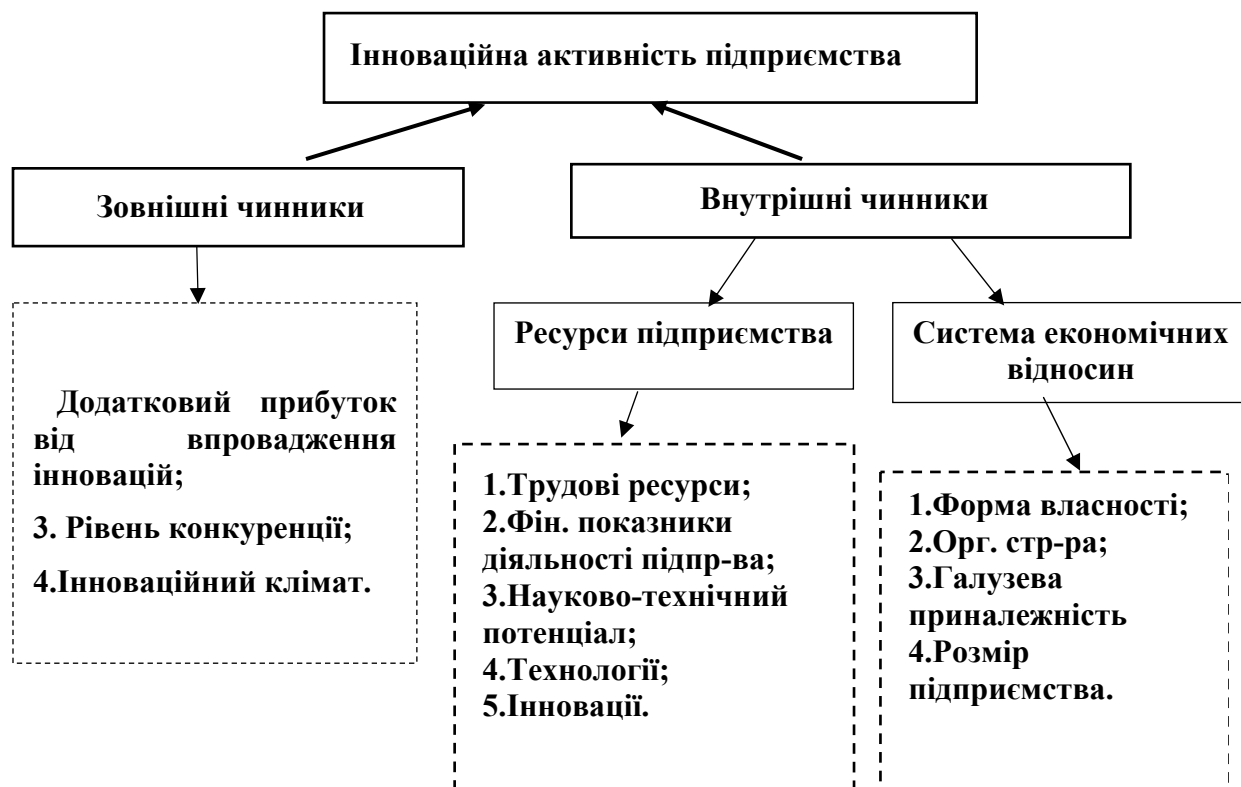 Інноваційна активність підприємства
Зовнішні чинники
Внутрішні чинники
Додатковий прибуток
від впровадження
інновацій;
3. Рівень конкуренції;
4.Інноваційний клімат.
Ресурси підприємства
1.Трудові ресурси;
2.Фін. показники
діяльності підпр-ва;
3.Науково-технічний
потенціал;
4.Технології;
5.Інновації.
Система економічних
відносин
1.Форма власності;
2.Орг. стр-ра;
3.Галузева
приналежність
4.Розмір
підприємства.